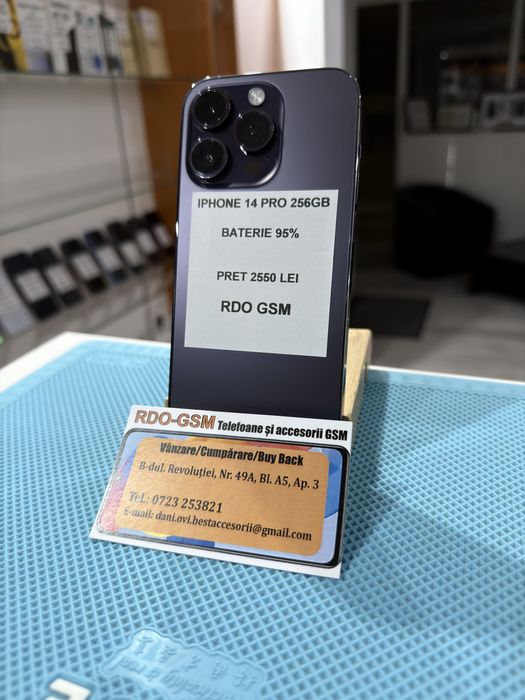 IPHONE 14 PRO 256GB
BATERIE 95%
PRET 2550 LEI
RDO GSM
RDO-GSM Telefoane și accesorii GSM
Vânzare/Cumpărare/Buy Back
B-dul. Revoluției, Nr. 49A, Bl. A5, Ap. 3
Tel.: 0723 253821
E-mail: dani.ovi.bestaccesorii@gmail.com